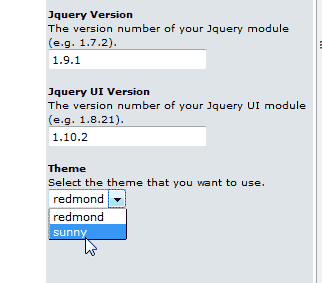 Jquery Version
The version number of your Jquery module
(e.g. 1.7.2).
1.9.1
Jquery UI Version
The version number of your Jquery UI module
(e.g. 1.8.21).
1.10.2
Theme
Select the theme that you want to use.
redmond
redmond
sunny